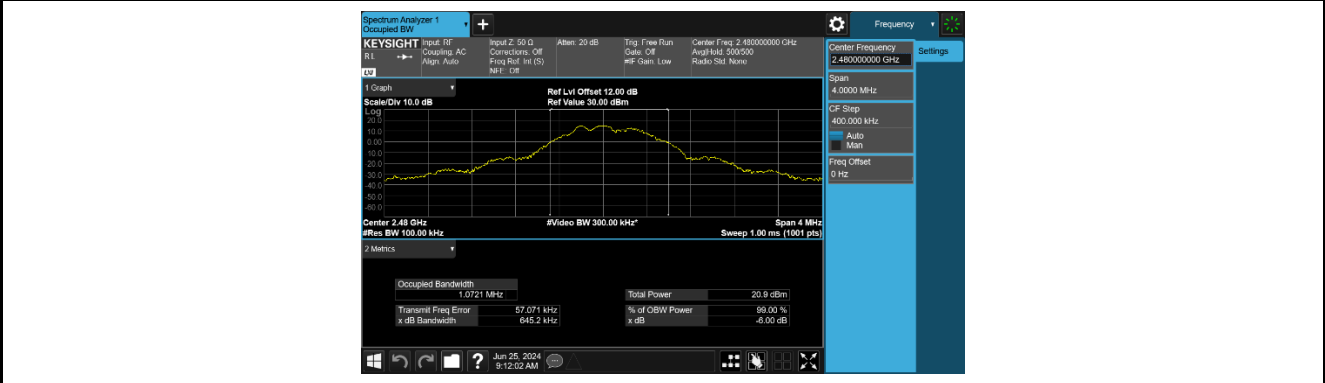 Spectrum Analyzer 1
Occupied BW
+
Frequency
KEYSIGHT
RL
LXI
Input: RF
Coupling: AC
Align: Auto
Input Z: 50 Ω
Corrections: Off
Freq Ref: Int (S)
NFE: Off
Atten: 20 dB
Trig: Free Run
Gate: Off
#IF Gain: Low
Center Freq: 2.480000000 GHz
Avg|Hold: 500/500
Radio Std: None
Center Frequency
2.480000000 GHz
Settings
Span
4.0000 MHz
CF Step
400.000 kHz
Auto
Man
Freq Offset
0 Hz
1 Graph
Scale/Div 10.0 dB
Ref Lvl Offset 12.00 dB
Ref Value 30.00 dBm
Log
20.0
10.0
0.00
-10.0
-20.0
-30.0
-40.0
-50.0
-60.0
Center 2.48 GHz
#Video BW 300.00 kHz*
Span 4 MHz
#Res BW 100.00 kHz
Sweep 1.00 ms (1001 pts)
2 Metrics
Occupied Bandwidth
1.0721 MHz
Total Power 20.9 dBm
Transmit Freq Error 57.071 kHz
% of OBW Power 99.00 %
x dB Bandwidth 645.2 kHz
x dB -6.00 dB
?
Jun 25, 2024
9:12:02 AM